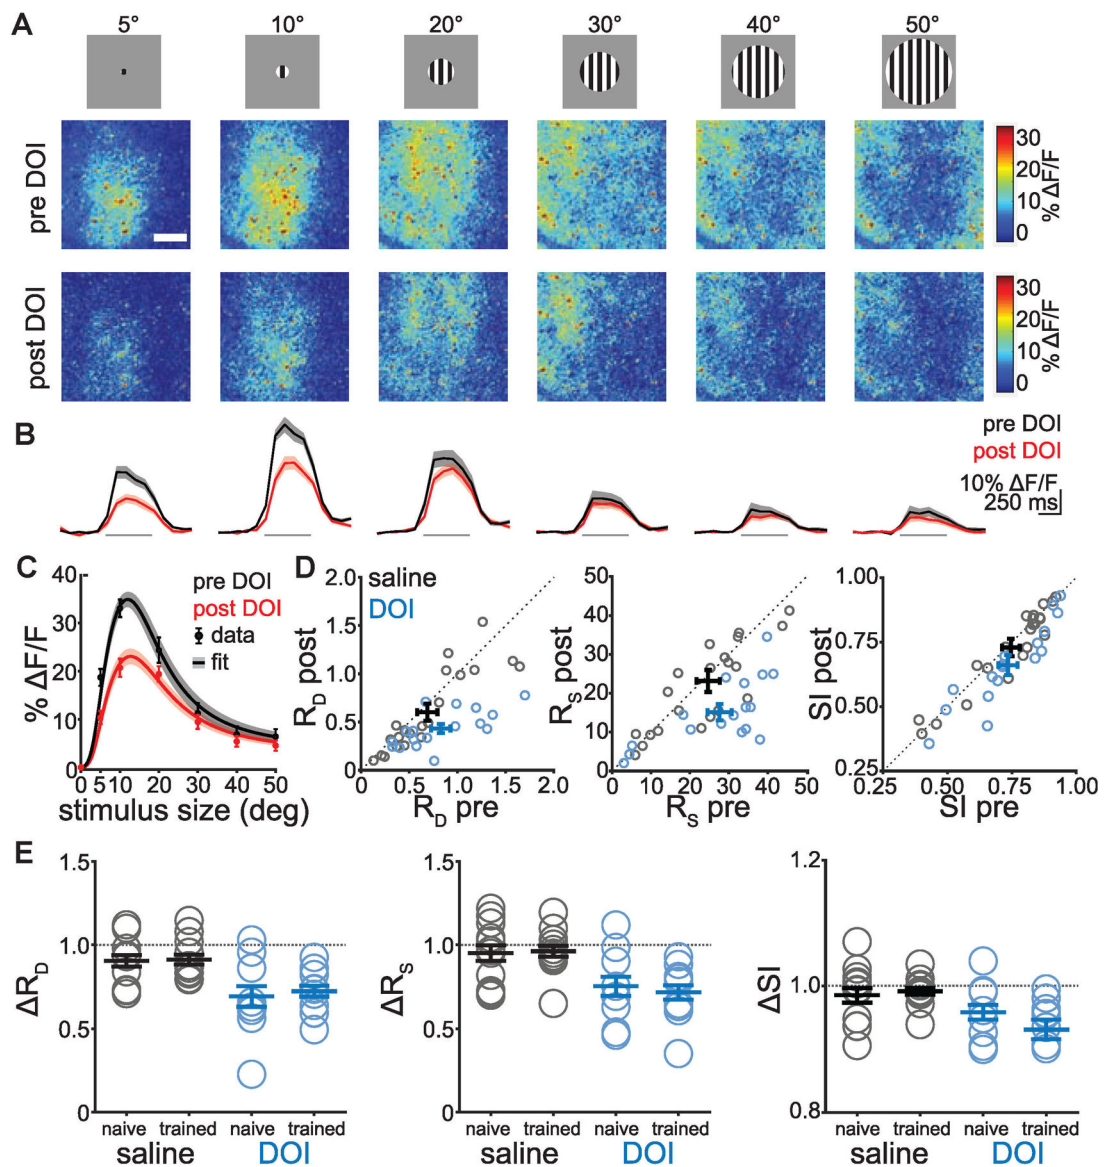 A
5° 10° 20° 30° 40° 50°
pre DOI
30
20
10
0
% ΔF/F
post DOI
30
20
10
0
% ΔF/F
B
pre DOI
post DOI
10% ΔF/F
250 ms
C
40
30
20
10
0
% ΔF/F
pre DOI
post DOI
data
fit
0 5 10 20 30 40 50
stimulus size (deg)
D
saline
DOI
2.0
1.5
1.0
0.5
0
R_D post
0 0.5 1.0 1.5 2.0
R_D pre
50
40
30
20
10
0
R_S post
0 10 20 30 40 50
R_S pre
1.00
0.75
0.50
0.25
SI post
0.25 0.50 0.75 1.00
SI pre
E
1.5
1.0
0.5
0
ΔR_D
naive trained naive trained
saline DOI
1.5
1.0
0.5
0
ΔR_S
naive trained naive trained
saline DOI
1.2
1.0
0.8
ΔSI
naive trained naive trained
saline DOI